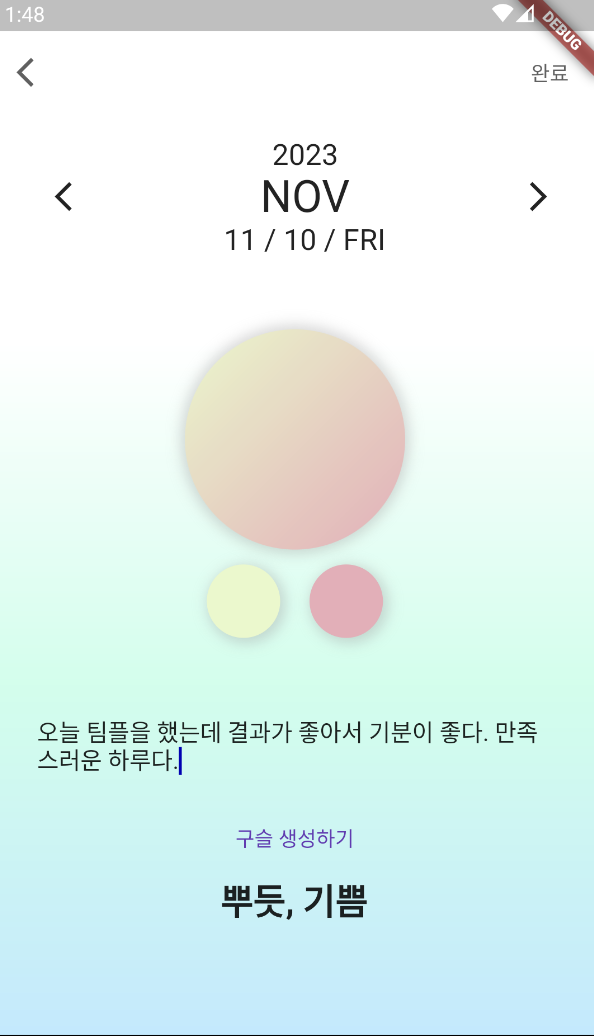 1:48
DEBUG
완료
2023
NOV
11 / 10 / FRI
오늘 팀플을 했는데 결과가 좋아서 기분이 좋다. 만족
스러운 하루다.
구슬 생성하기
뿌듯, 기쁨